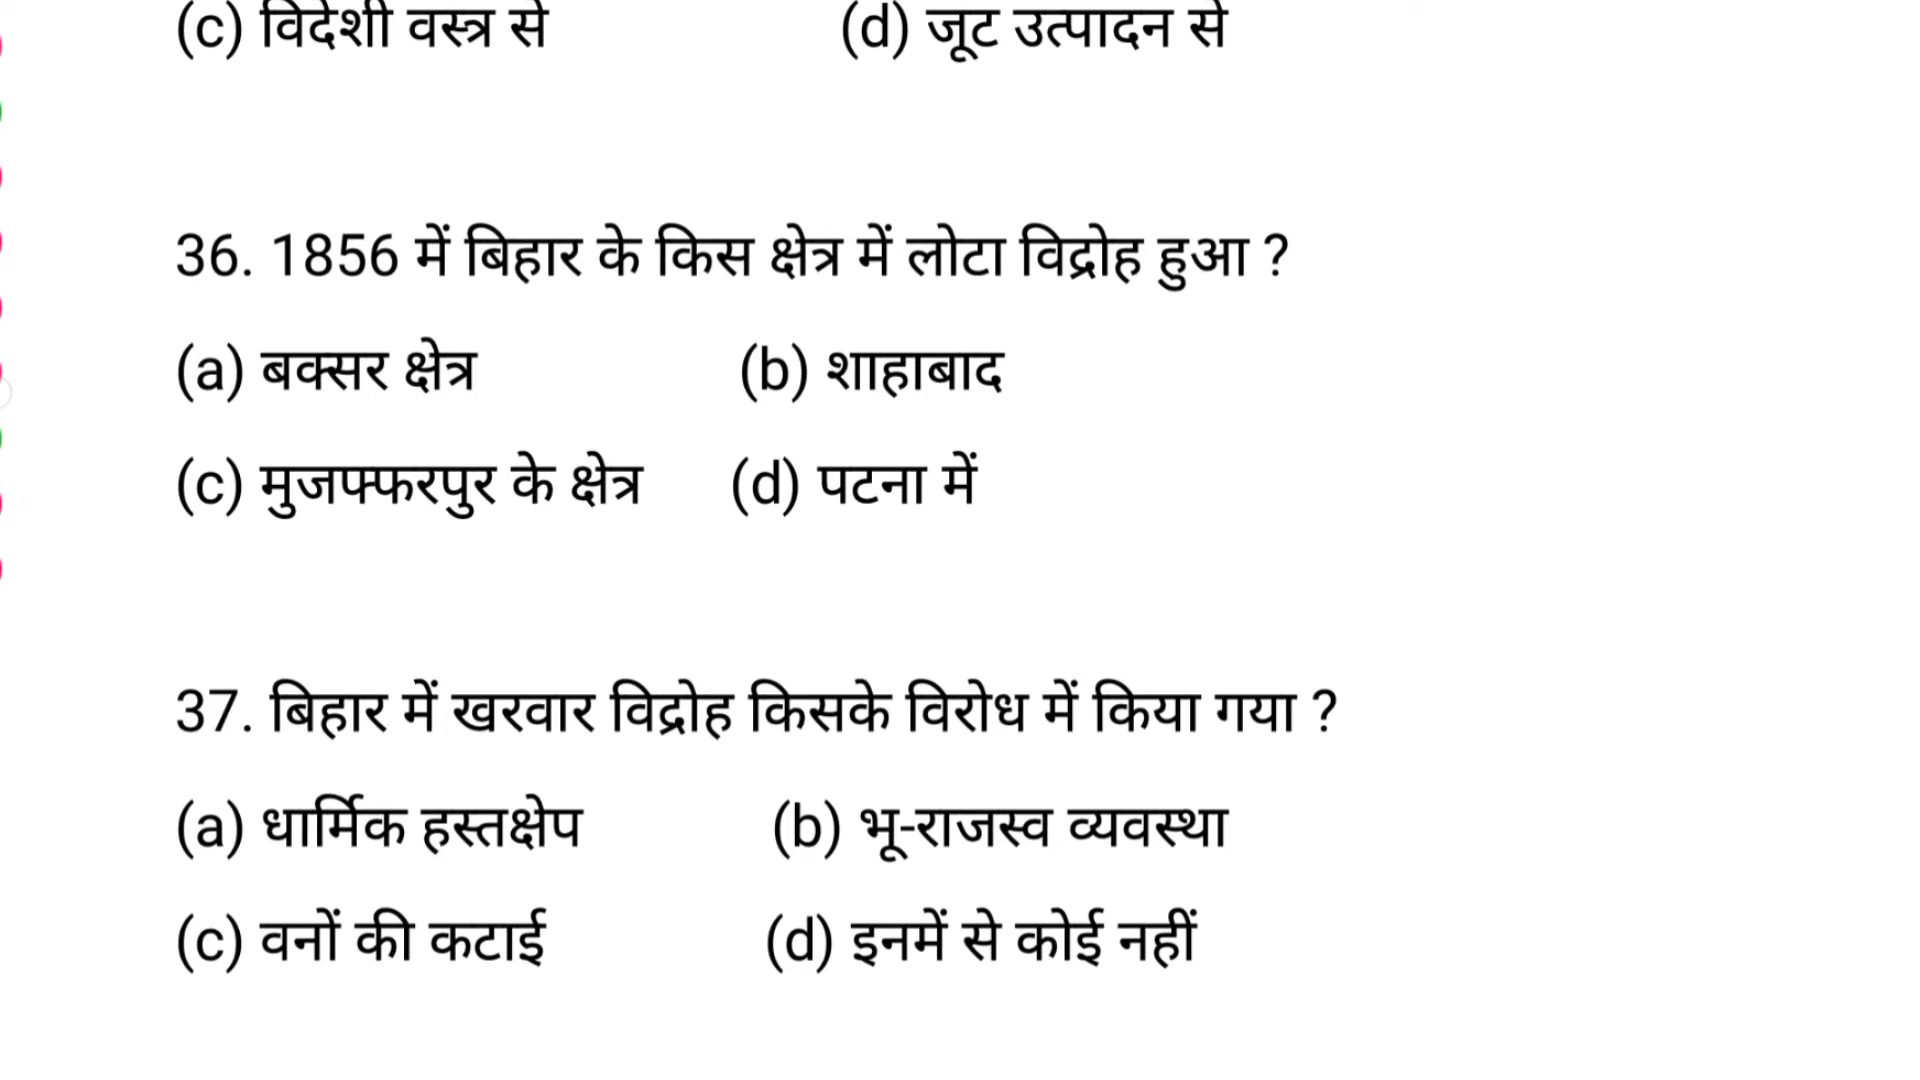 (c) विदेशी वस्त्र से (d) जूट उत्पादन से
36. 1856 में बिहार के किस क्षेत्र में लोटा विद्रोह हुआ ?
(a) बक्सर क्षेत्र (b) शाहाबाद
(c) मुजफ्फरपुर के क्षेत्र (d) पटना में
37. बिहार में खरवार विद्रोह किसके विरोध में किया गया ?
(a) धार्मिक हस्तक्षेप (b) भू-राजस्व व्यवस्था
(c) वनों की कटाई (d) इनमें से कोई नहीं